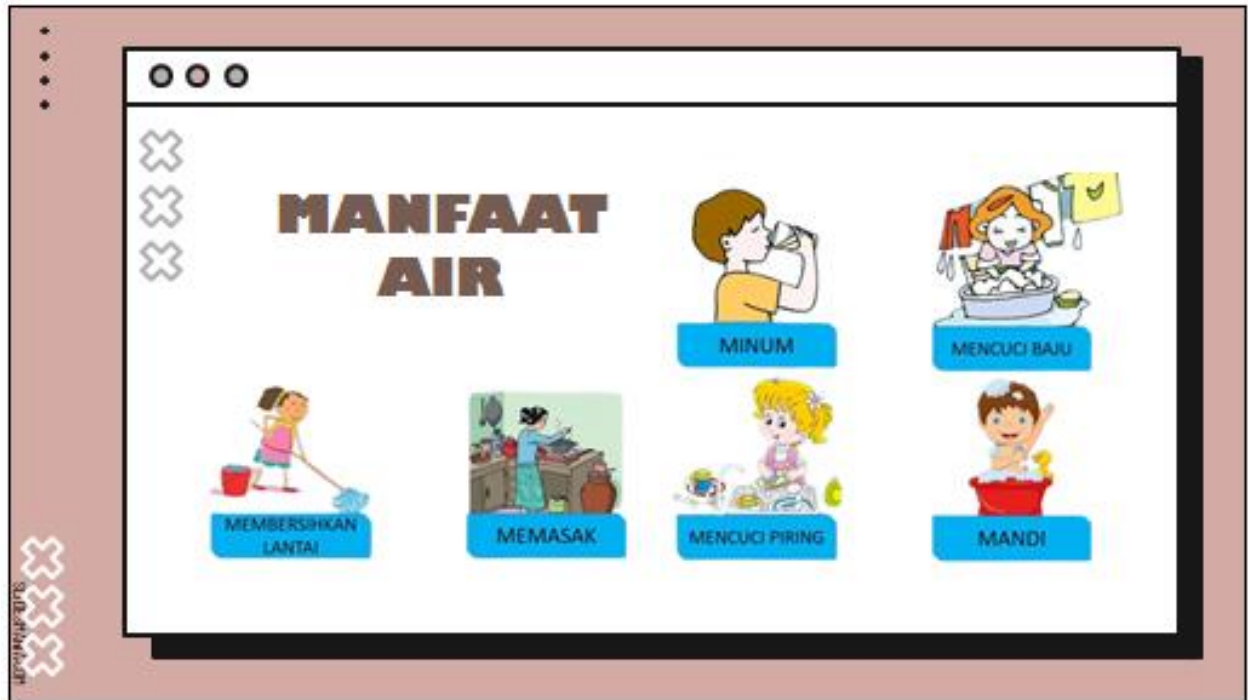 MANFAAT
AIR
MINUM
MENCUCI BAJU
MEMBERSIHKAN
LANTAI
MEMASAK
MENCUCI PIRING
MANDI